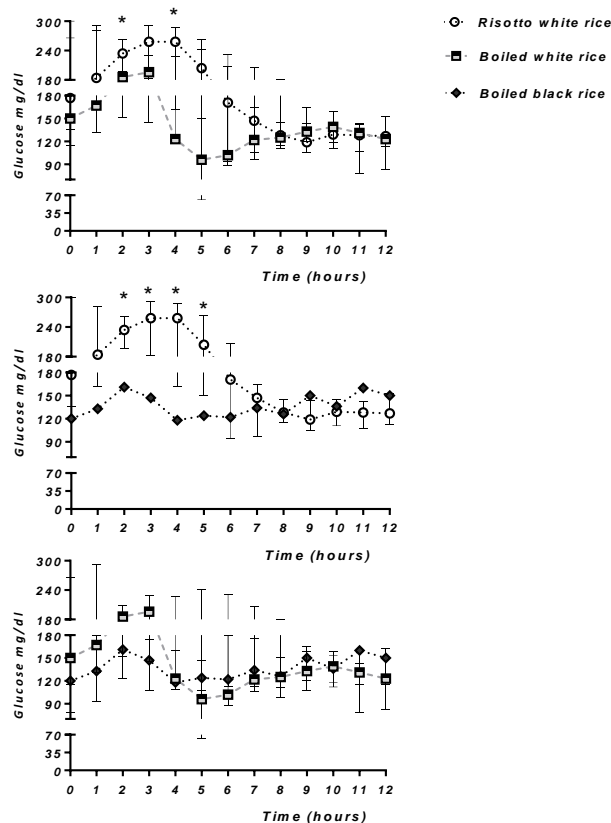 Risotto white rice
Boiled white rice
Boiled black rice
* *
300
240
180
180
150
120
90
70
35
0
Glucose mg/dl
0 1 2 3 4 5 6 7 8 9 10 11 12
Time (hours)
* * * *
300
240
180
180
150
120
90
70
35
0
Glucose mg/dl
0 1 2 3 4 5 6 7 8 9 10 11 12
Time (hours)
300
240
180
180
150
120
90
70
35
0
Glucose mg/dl
0 1 2 3 4 5 6 7 8 9 10 11 12
Time (hours)